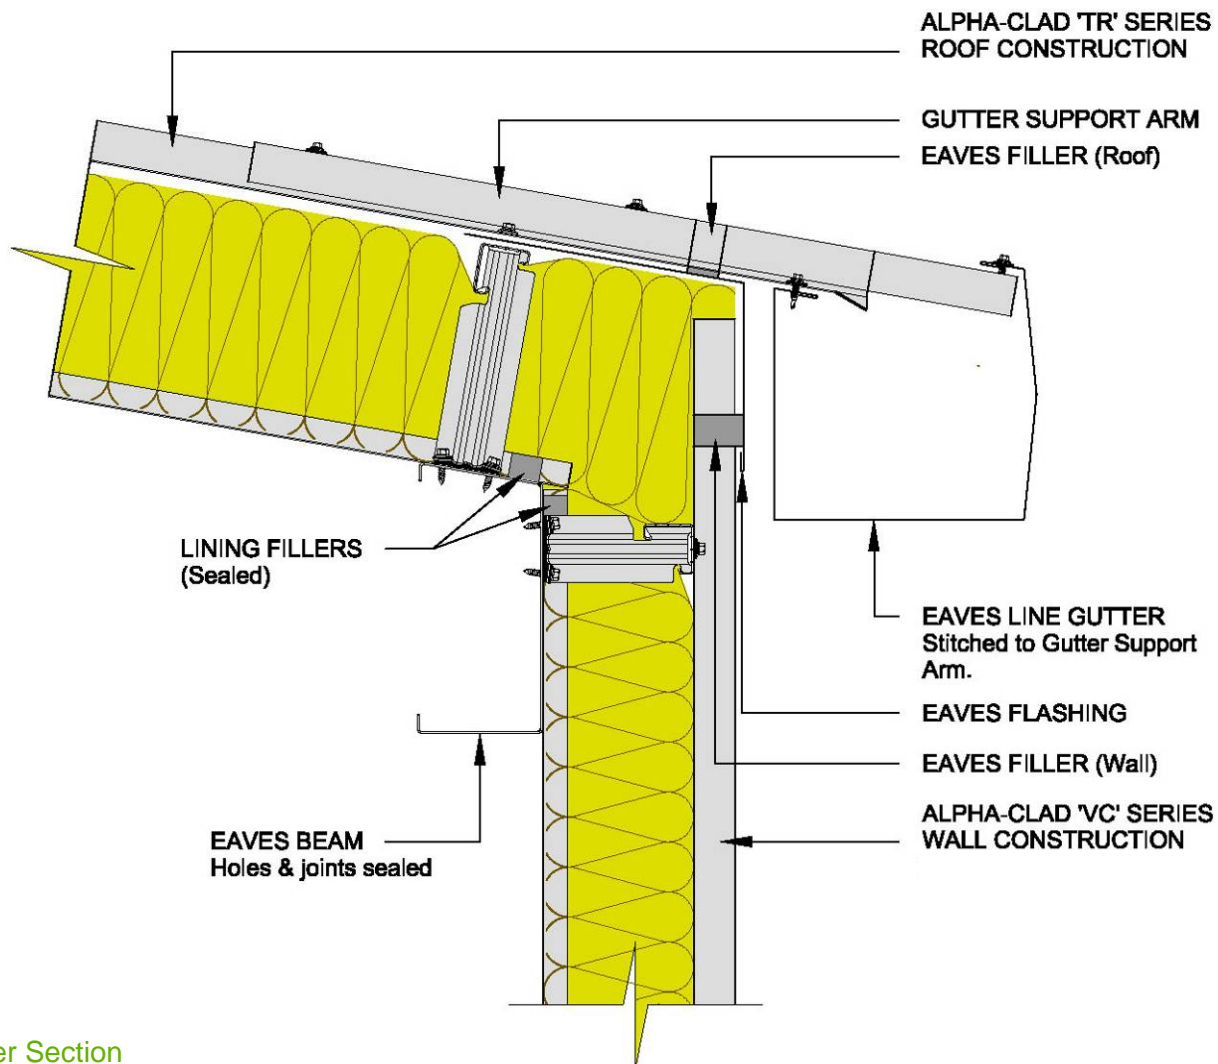 ALPHA-CLAD 'TR' SERIES
ROOF CONSTRUCTION
GUTTER SUPPORT ARM
EAVES FILLER (Roof)
LINING FILLERS
(Sealed)
EAVES LINE GUTTER
Stitched to Gutter Support
Arm.
EAVES FLASHING
EAVES FILLER (Wall)
ALPHA-CLAD 'VC' SERIES
WALL CONSTRUCTION
EAVES BEAM
Holes & joints sealed
er Section